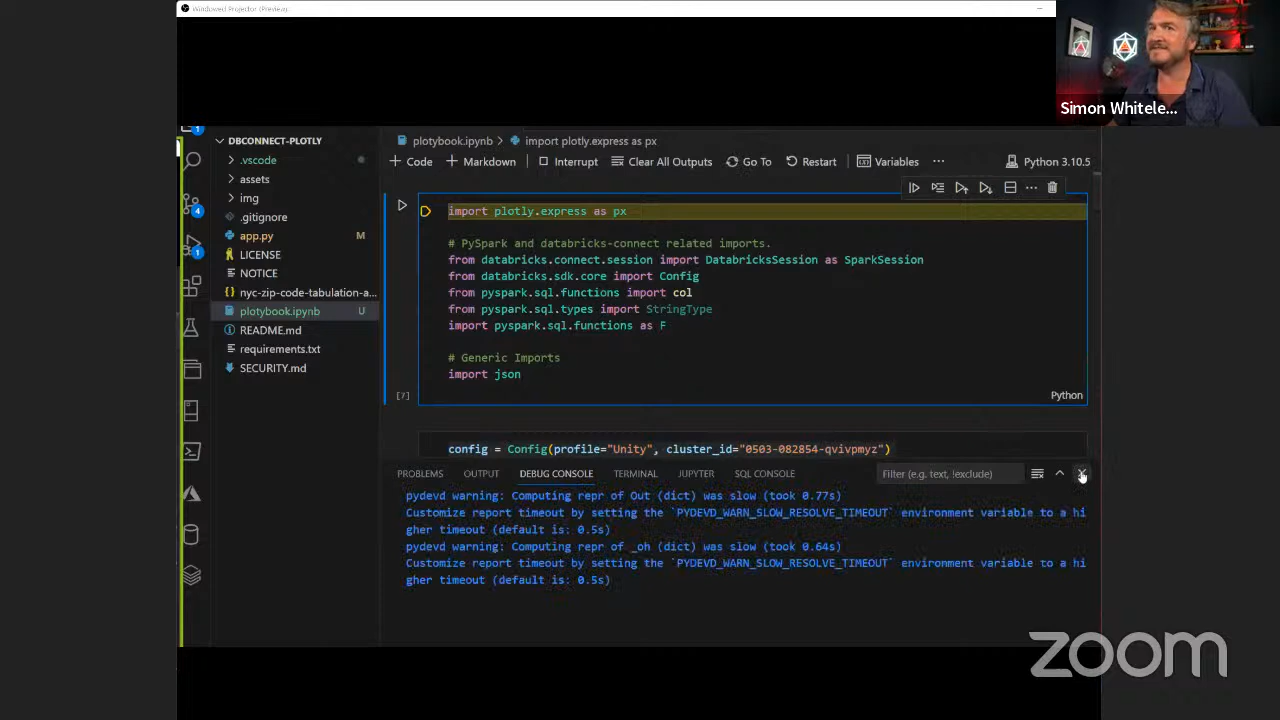 Windowed Projector (Preview)
Simon Whitele...
DBCONNECT-PLOTLY
.vscode
assets
img
.gitignore
app.py M
LICENSE
NOTICE
nyc-zip-code-tabulation-a...
plotybook.ipynb U
README.md
requirements.txt
SECURITY.md
1
4
1
plotybook.ipynb > import plotly.express as px
+ Code + Markdown Interrupt Clear All Outputs Go To Restart Variables ... Python 3.10.5
import plotly.express as px
# PySpark and databricks-connect related imports.
from databricks.connect.session import DatabricksSession as SparkSession
from databricks.sdk.core import Config
from pyspark.sql.functions import col
from pyspark.sql.types import StringType
import pyspark.sql.functions as F
# Generic Imports
import json
[7] Python
config = Config(profile="Unity", cluster_id="0503-082854-qvivpmyz")
PROBLEMS OUTPUT DEBUG CONSOLE TERMINAL JUPYTER SQL CONSOLE Filter (e.g. text, !exclude)
pydevd warning: Computing repr of Out (dict) was slow (took 0.77s)
Customize report timeout by setting the `PYDEVD_WARN_SLOW_RESOLVE_TIMEOUT` environment variable to a hi
gher timeout (default is: 0.5s)
pydevd warning: Computing repr of _oh (dict) was slow (took 0.64s)
Customize report timeout by setting the `PYDEVD_WARN_SLOW_RESOLVE_TIMEOUT` environment variable to a hi
gher timeout (default is: 0.5s)
zoom